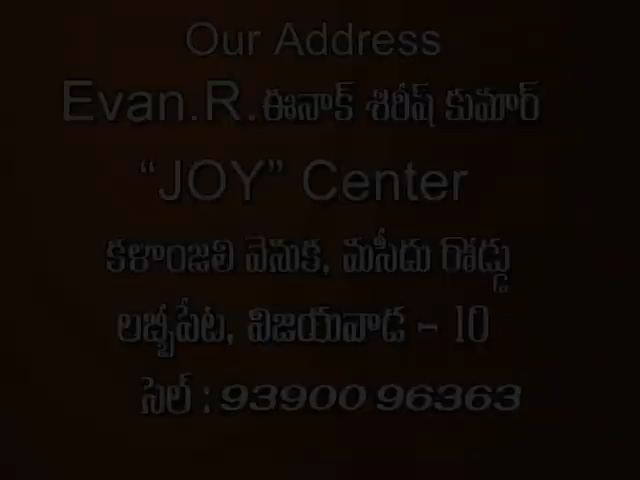 Our Address
Evan.R.ఈనాక్ శిరీష్ కుమార్
“JOY” Center
కళాంజలి వెనుక, మసీదు రోడ్డు
లబ్బీపేట, విజయవాడ - 10
సెల్ : 93900 96363